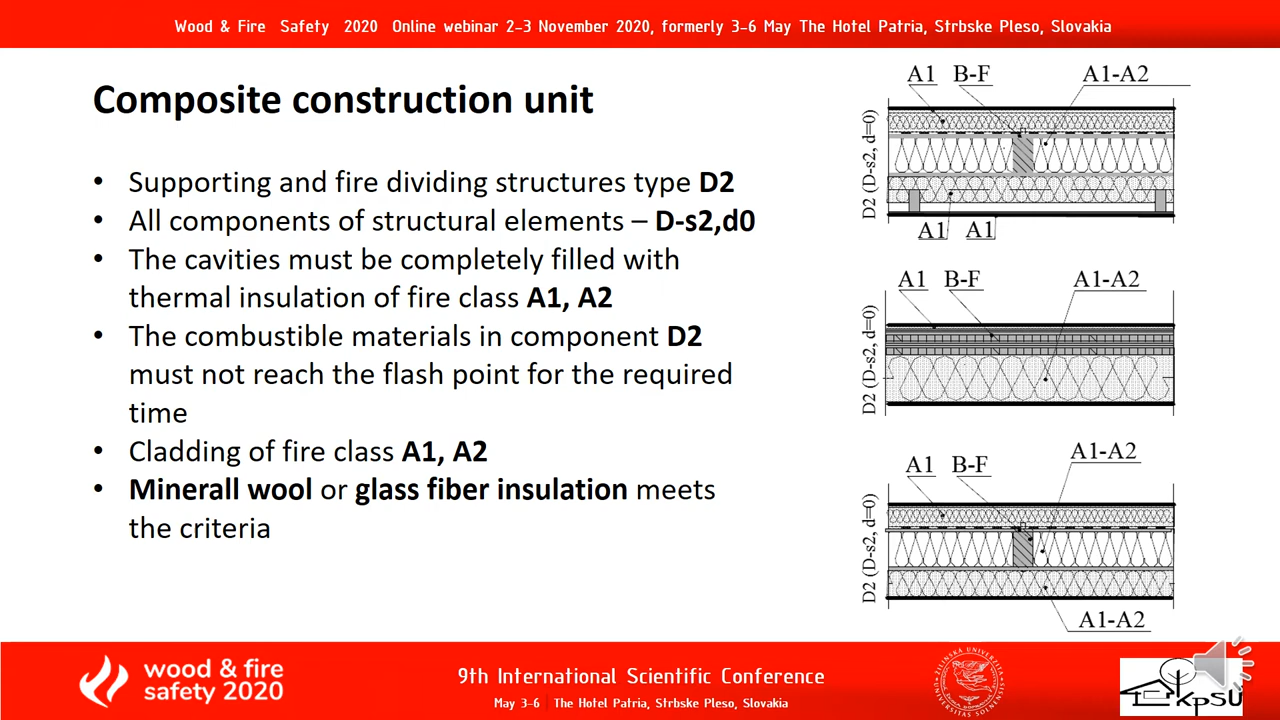 Wood & Fire Safety 2020 Online webinar 2-3 November 2020, formerly 3-6 May The Hotel Patria, Strbske Pleso, Slovakia
Composite construction unit
• Supporting and fire dividing structures type D2
• All components of structural elements – D-s2,d0
• The cavities must be completely filled with
thermal insulation of fire class A1, A2
• The combustible materials in component D2
must not reach the flash point for the required
time
• Cladding of fire class A1, A2
• Minerall wool or glass fiber insulation meets
the criteria
A1 B-F A1-A2
D2 (D-s2, d=0)
A1 A1
A1 B-F A1-A2
D2 (D-s2, d=0)
A1 B-F A1-A2
D2 (D-s2, d=0)
A1-A2
wood & fire
safety 2020
9th International Scientific Conference
May 3-6 | The Hotel Patria, Strbske Pleso, Slovakia
kpSU